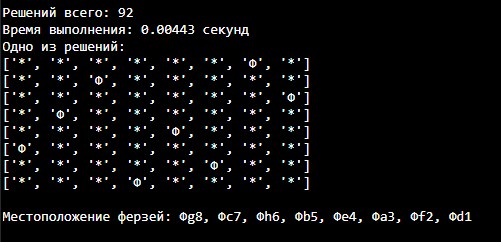 Решений всего: 92
Время выполнения: 0.00443 секунд
Одно из решений:
['*', '*', '*', '*', '*', '*', 'Ф', '*']
['*', '*', 'Ф', '*', '*', '*', '*', '*']
['*', '*', '*', '*', '*', '*', '*', 'Ф']
['*', 'Ф', '*', '*', '*', '*', '*', '*']
['*', '*', '*', '*', 'Ф', '*', '*', '*']
['Ф', '*', '*', '*', '*', '*', '*', '*']
['*', '*', '*', '*', '*', 'Ф', '*', '*']
['*', '*', '*', 'Ф', '*', '*', '*', '*']
Местоположение ферзей: Фg8, Фc7, Фh6, Фb5, Фe4, Фa3, Фf2, Фd1